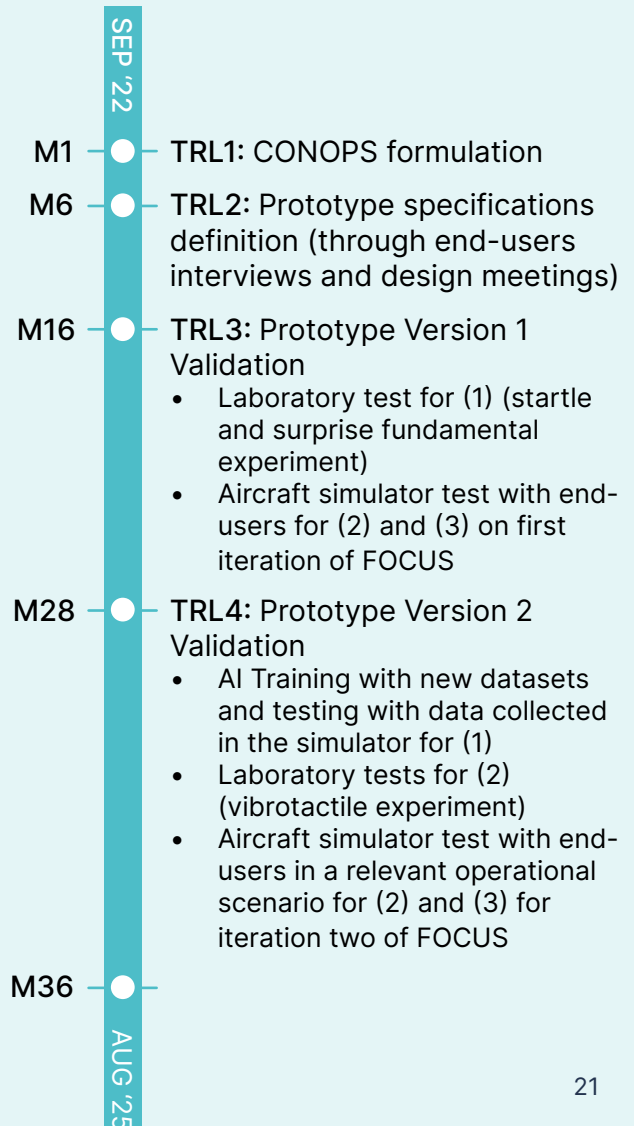 SEP ‘22
M1
TRL1: CONOPS formulation
M6
TRL2: Prototype specifications
definition (through end-users
interviews and design meetings)
M16
TRL3: Prototype Version 1
Validation
• Laboratory test for (1) (startle
and surprise fundamental
experiment)
• Aircraft simulator test with end-
users for (2) and (3) on first
iteration of FOCUS
M28
TRL4: Prototype Version 2
Validation
• AI Training with new datasets
and testing with data collected
in the simulator for (1)
• Laboratory tests for (2)
(vibrotactile experiment)
• Aircraft simulator test with end-
users in a relevant operational
scenario for (2) and (3) for
iteration two of FOCUS
M36
AUG ‘25
21